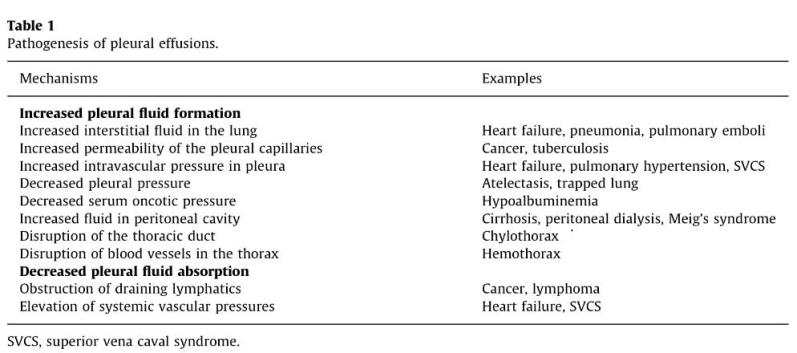 Table 1
Pathogenesis of pleural effusions.
Mechanisms Examples
Increased pleural fluid formation
Increased interstitial fluid in the lung Heart failure, pneumonia, pulmonary emboli
Increased permeability of the pleural capillaries Cancer, tuberculosis
Increased intravascular pressure in pleura Heart failure, pulmonary hypertension, SVCS
Decreased pleural pressure Atelectasis, trapped lung
Decreased serum oncotic pressure Hypoalbuminemia
Increased fluid in peritoneal cavity Cirrhosis, peritoneal dialysis, Meig's syndrome
Disruption of the thoracic duct Chylothorax
Disruption of blood vessels in the thorax Hemothorax
Decreased pleural fluid absorption
Obstruction of draining lymphatics Cancer, lymphoma
Elevation of systemic vascular pressures Heart failure, SVCS
SVCS, superior vena caval syndrome.